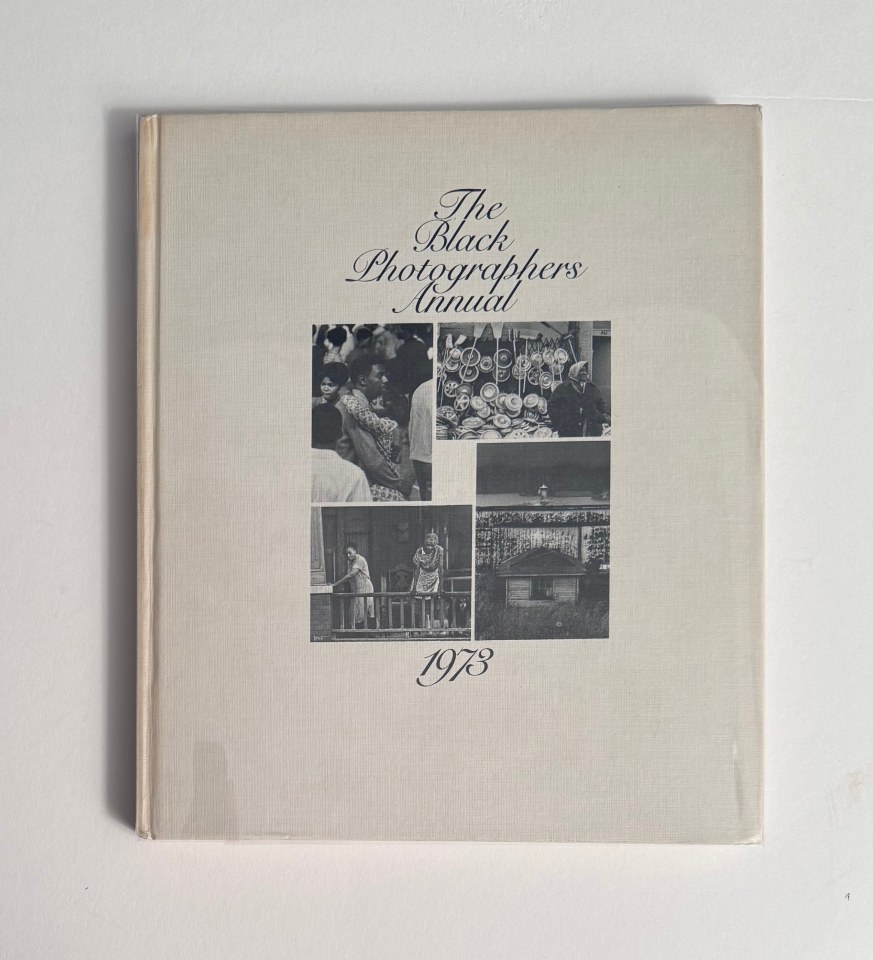 The
Black
Photographers
Annual
1973